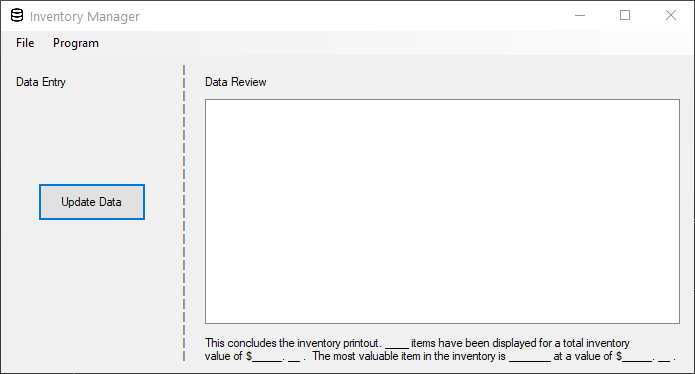 Inventory Manager
File Program
Data Entry
Data Review
Update Data
This concludes the inventory printout. ____ items have been displayed for a total inventory
value of $_____. __ . The most valuable item in the inventory is _______ at a value of $_____. __ .